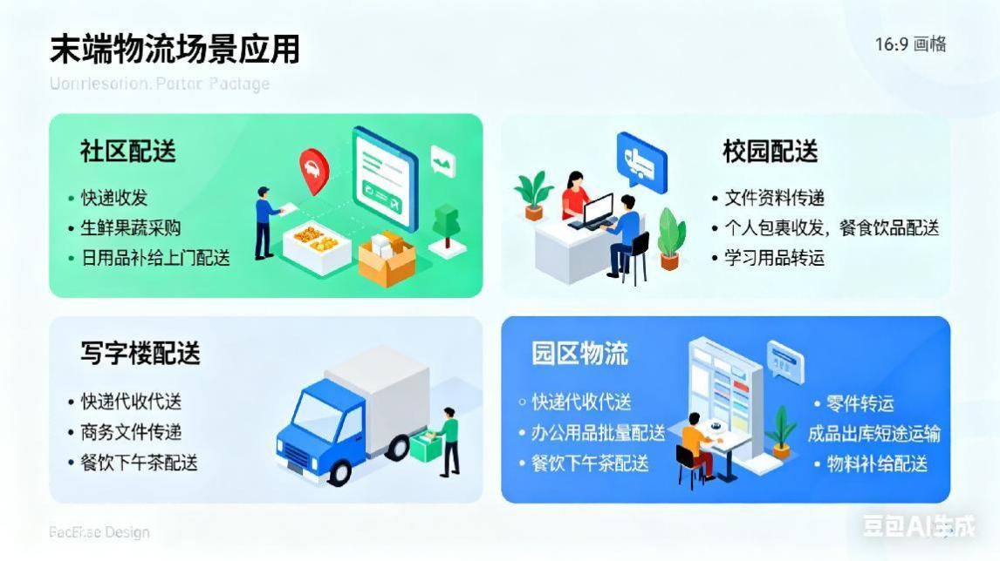 末端物流场景应用
16:9 画幅
社区配送
• 快递收发
• 生鲜果蔬采购
• 日用品补给上门配送
校园配送
• 文件资料传递
• 个人包裹收发，餐食饮品配送
• 学习用品转运
写字楼配送
• 快递代收代送
• 商务文件传递
• 餐饮下午茶配送
园区物流
○ 快递代收代送
• 办公用品批量配送
• 餐饮下午茶配送
• 零件转运
成品出库短途运输
• 物料补给配送
Design
豆包AI生成